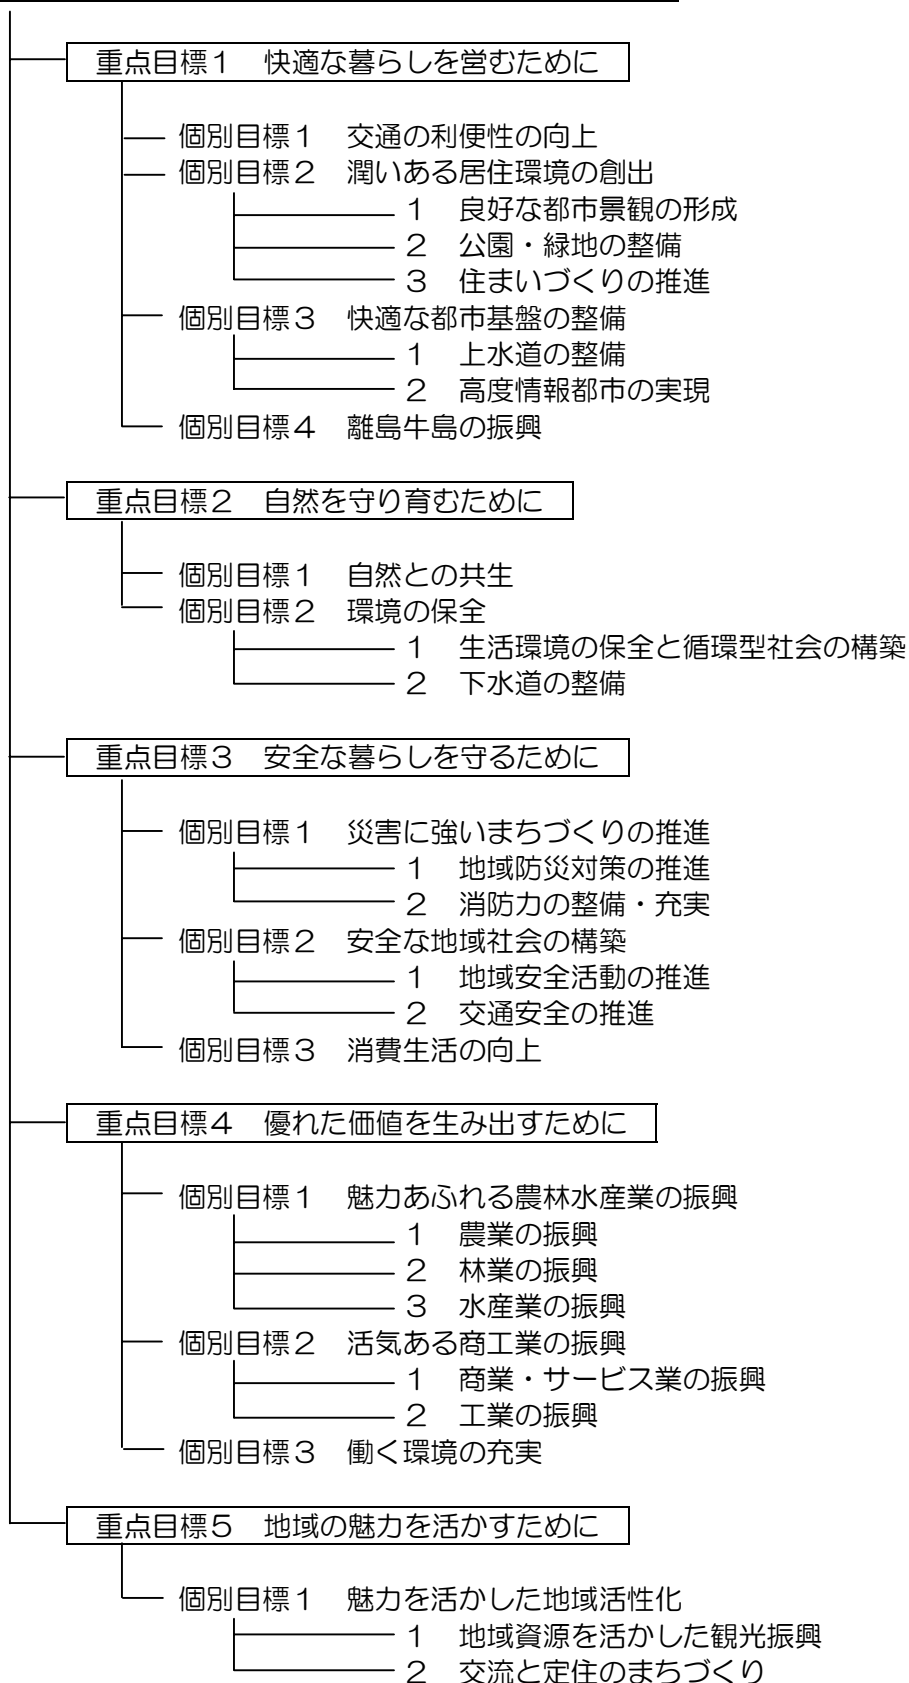 重点目標１　快適な暮らしを営むために
個別目標１　交通の利便性の向上
個別目標２　潤いある居住環境の創出
１　良好な都市景観の形成
２　公園・緑地の整備
３　住まいづくりの推進
個別目標３　快適な都市基盤の整備
１　上水道の整備
２　高度情報都市の実現
個別目標４　離島牛島の振興
重点目標２　自然を守り育むために
個別目標１　自然との共生
個別目標２　環境の保全
１　生活環境の保全と循環型社会の構築
２　下水道の整備
重点目標３　安全な暮らしを守るために
個別目標１　災害に強いまちづくりの推進
１　地域防災対策の推進
２　消防力の整備・充実
個別目標２　安全な地域社会の構築
１　地域安全活動の推進
２　交通安全の推進
個別目標３　消費生活の向上
重点目標４　優れた価値を生み出すために
個別目標１　魅力あふれる農林水産業の振興
１　農業の振興
２　林業の振興
３　水産業の振興
個別目標２　活気ある商工業の振興
１　商業・サービス業の振興
２　工業の振興
個別目標３　働く環境の充実
重点目標５　地域の魅力を活かすために
個別目標１　魅力を活かした地域活性化
１　地域資源を活かした観光振興
２　交流と定住のまちづくり